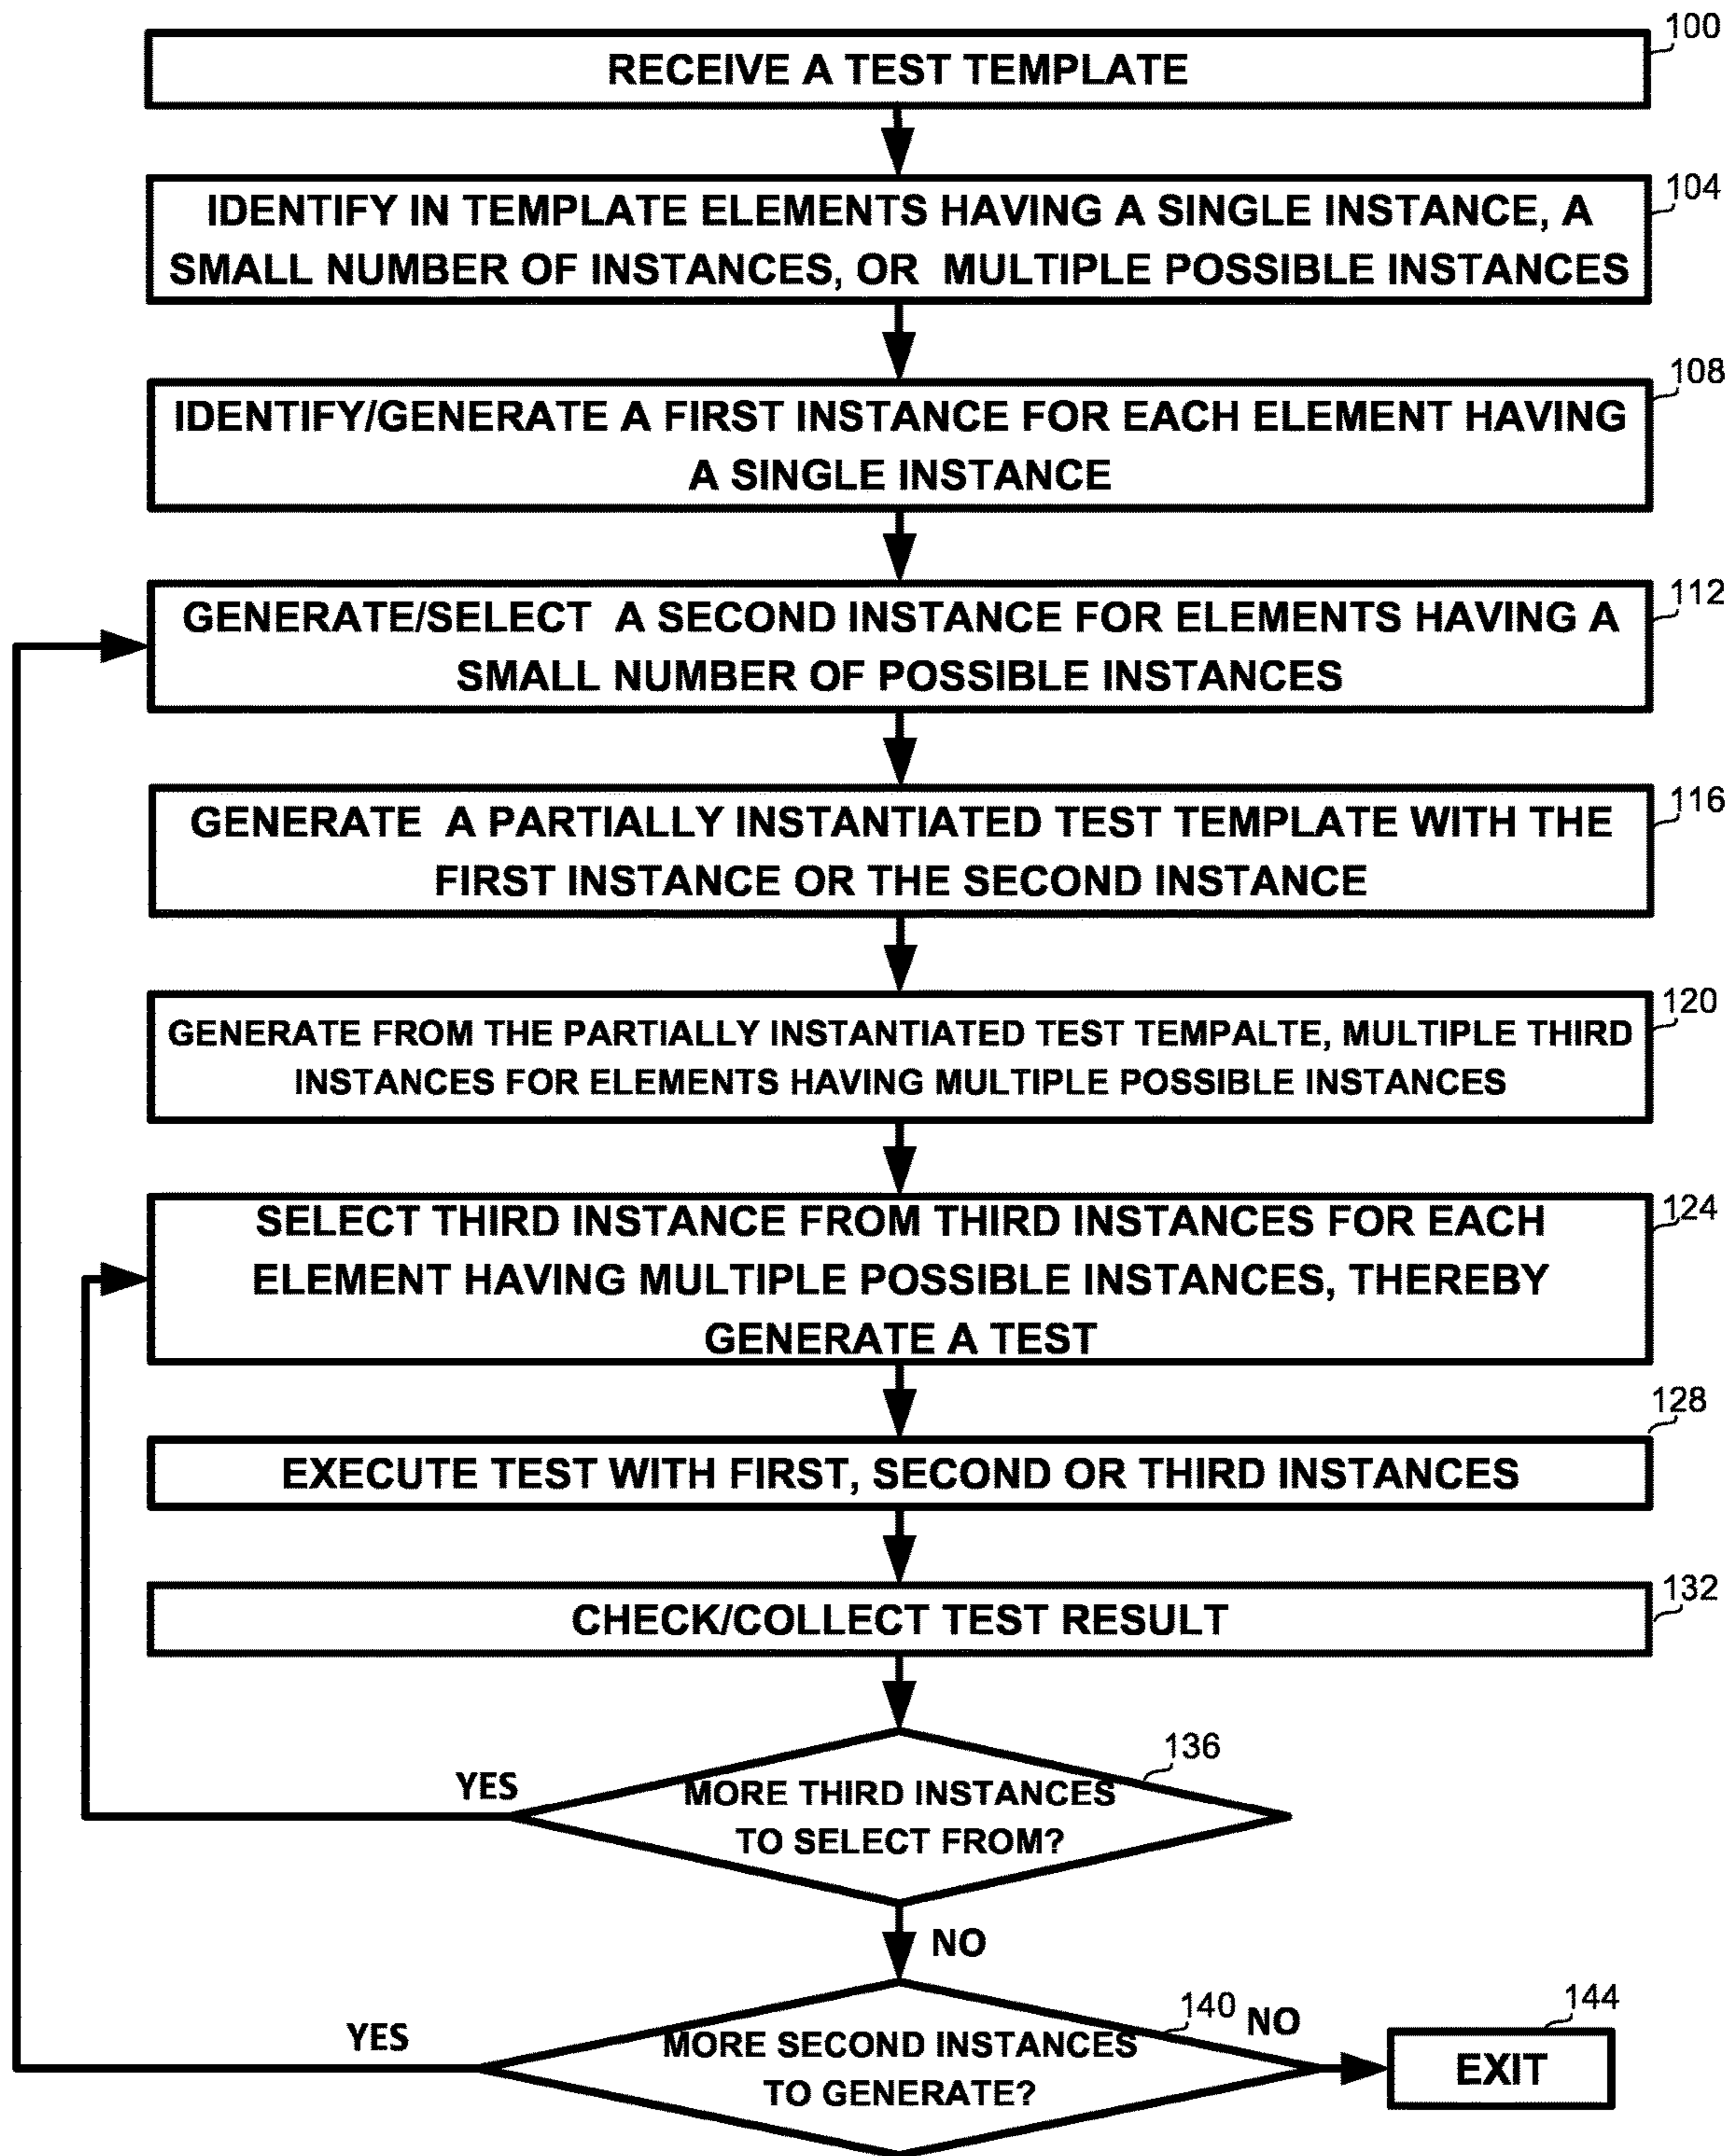 100
RECEIVE A TEST TEMPLATE
104
IDENTIFY IN TEMPLATE ELEMENTS HAVING A SINGLE INSTANCE, A
SMALL NUMBER OF INSTANCES, OR MULTIPLE POSSIBLE INSTANCES
108
IDENTIFY/GENERATE A FIRST INSTANCE FOR EACH ELEMENT HAVING
A SINGLE INSTANCE
112
GENERATE/SELECT A SECOND INSTANCE FOR ELEMENTS HAVING A
SMALL NUMBER OF POSSIBLE INSTANCES
116
GENERATE A PARTIALLY INSTANTIATED TEST TEMPLATE WITH THE
FIRST INSTANCE OR THE SECOND INSTANCE
120
GENERATE FROM THE PARTIALLY INSTANTIATED TEST TEMPALTE, MULTIPLE THIRD
INSTANCES FOR ELEMENTS HAVING MULTIPLE POSSIBLE INSTANCES
124
SELECT THIRD INSTANCE FROM THIRD INSTANCES FOR EACH
ELEMENT HAVING MULTIPLE POSSIBLE INSTANCES, THEREBY
GENERATE A TEST
128
EXECUTE TEST WITH FIRST, SECOND OR THIRD INSTANCES
132
CHECK/COLLECT TEST RESULT
136
YES
MORE THIRD INSTANCES
TO SELECT FROM?
NO
140
NO
144
YES
MORE SECOND INSTANCES
TO GENERATE?
EXIT